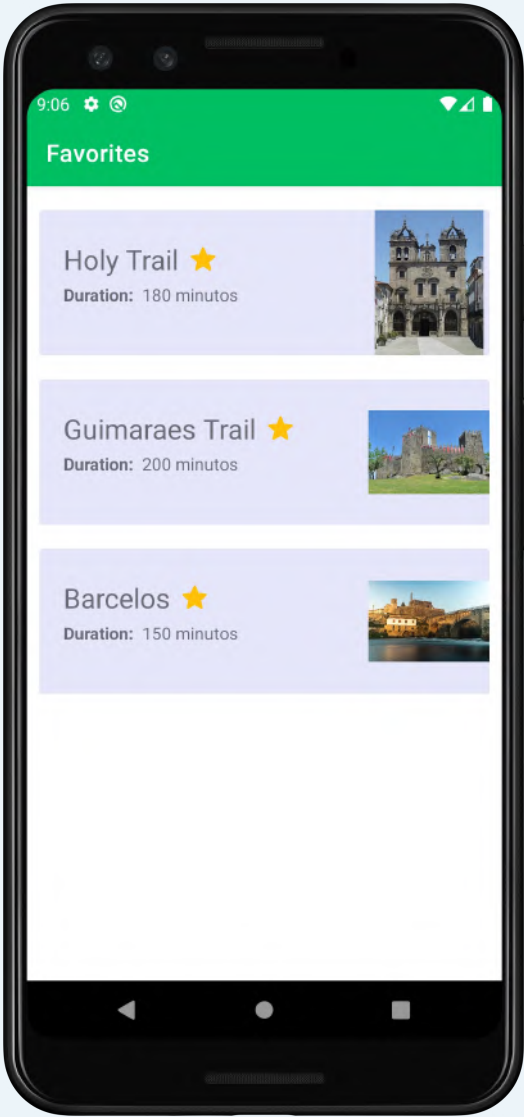 9:06
Favorites
Holy Trail
Duration: 180 minutos
Guimaraes Trail
Duration: 200 minutos
Barcelos
Duration: 150 minutos